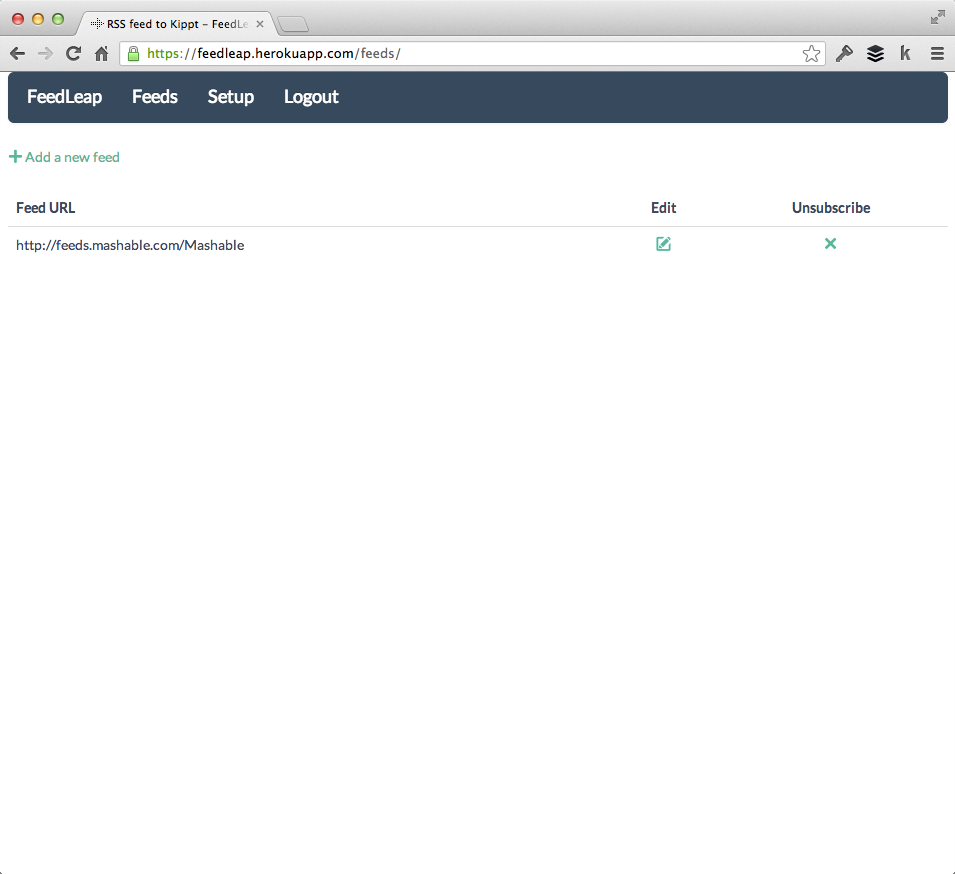 RSS feed to Kippt – FeedLe
https://feedleap.herokuapp.com/feeds/
FeedLeap Feeds Setup Logout
Add a new feed
Feed URL Edit Unsubscribe
http://feeds.mashable.com/Mashable